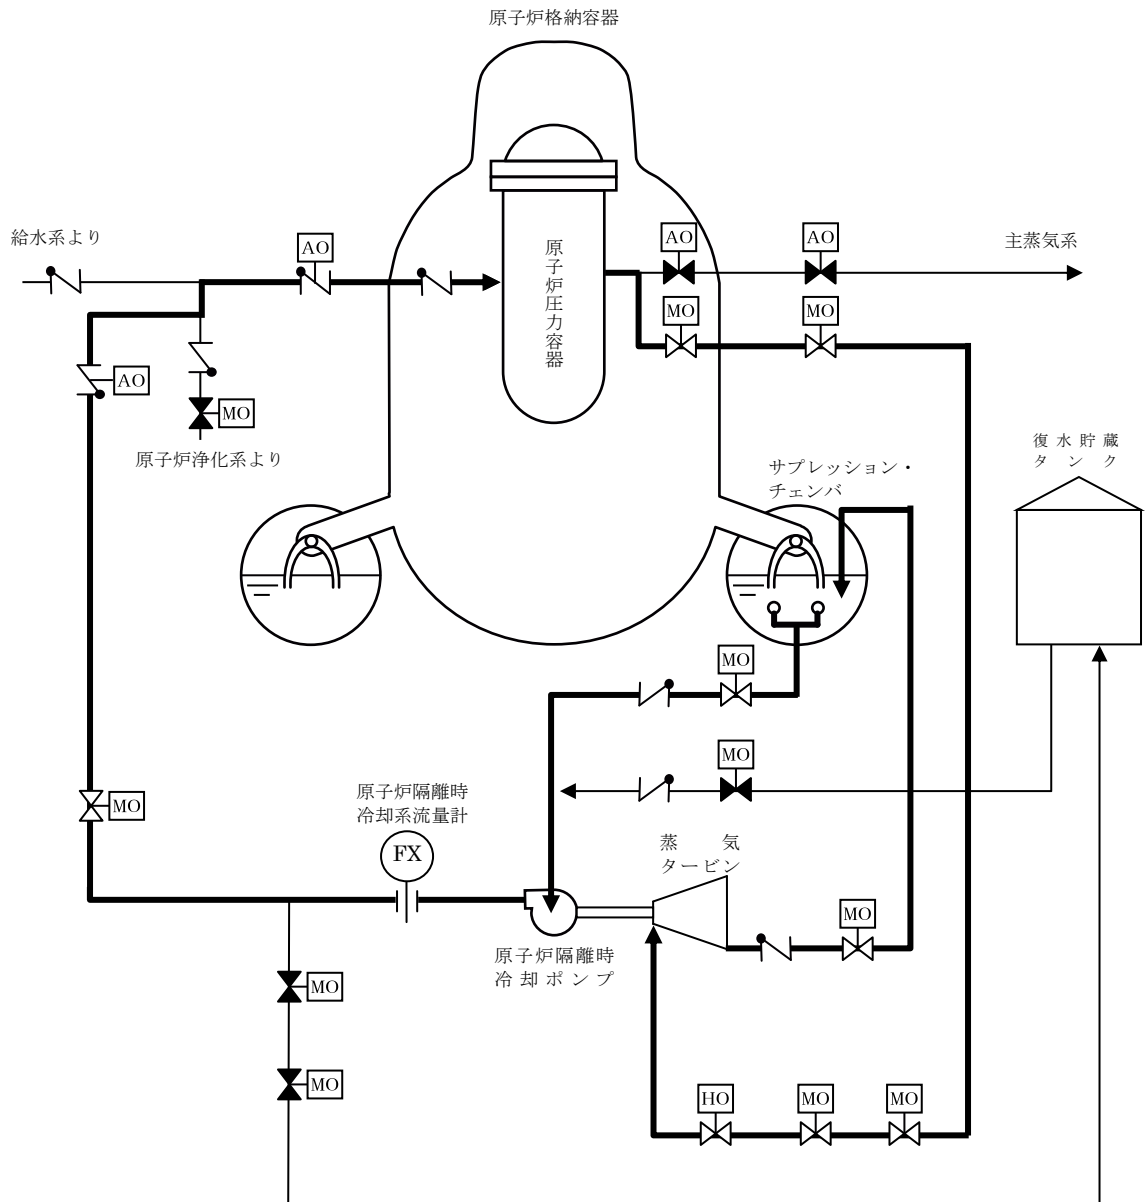 原子炉格納容器
給水系より
AO
原子炉圧力容器
AO
AO
主蒸気系
MO
MO
AO
MO
原子炉浄化系より
復水貯蔵
タンク
サプレッション・
チェンバ
MO
MO
MO
原子炉隔離時
冷却系流量計
FX
蒸気
タービン
MO
原子炉隔離時
冷却ポンプ
MO
MO
HO
MO
MO